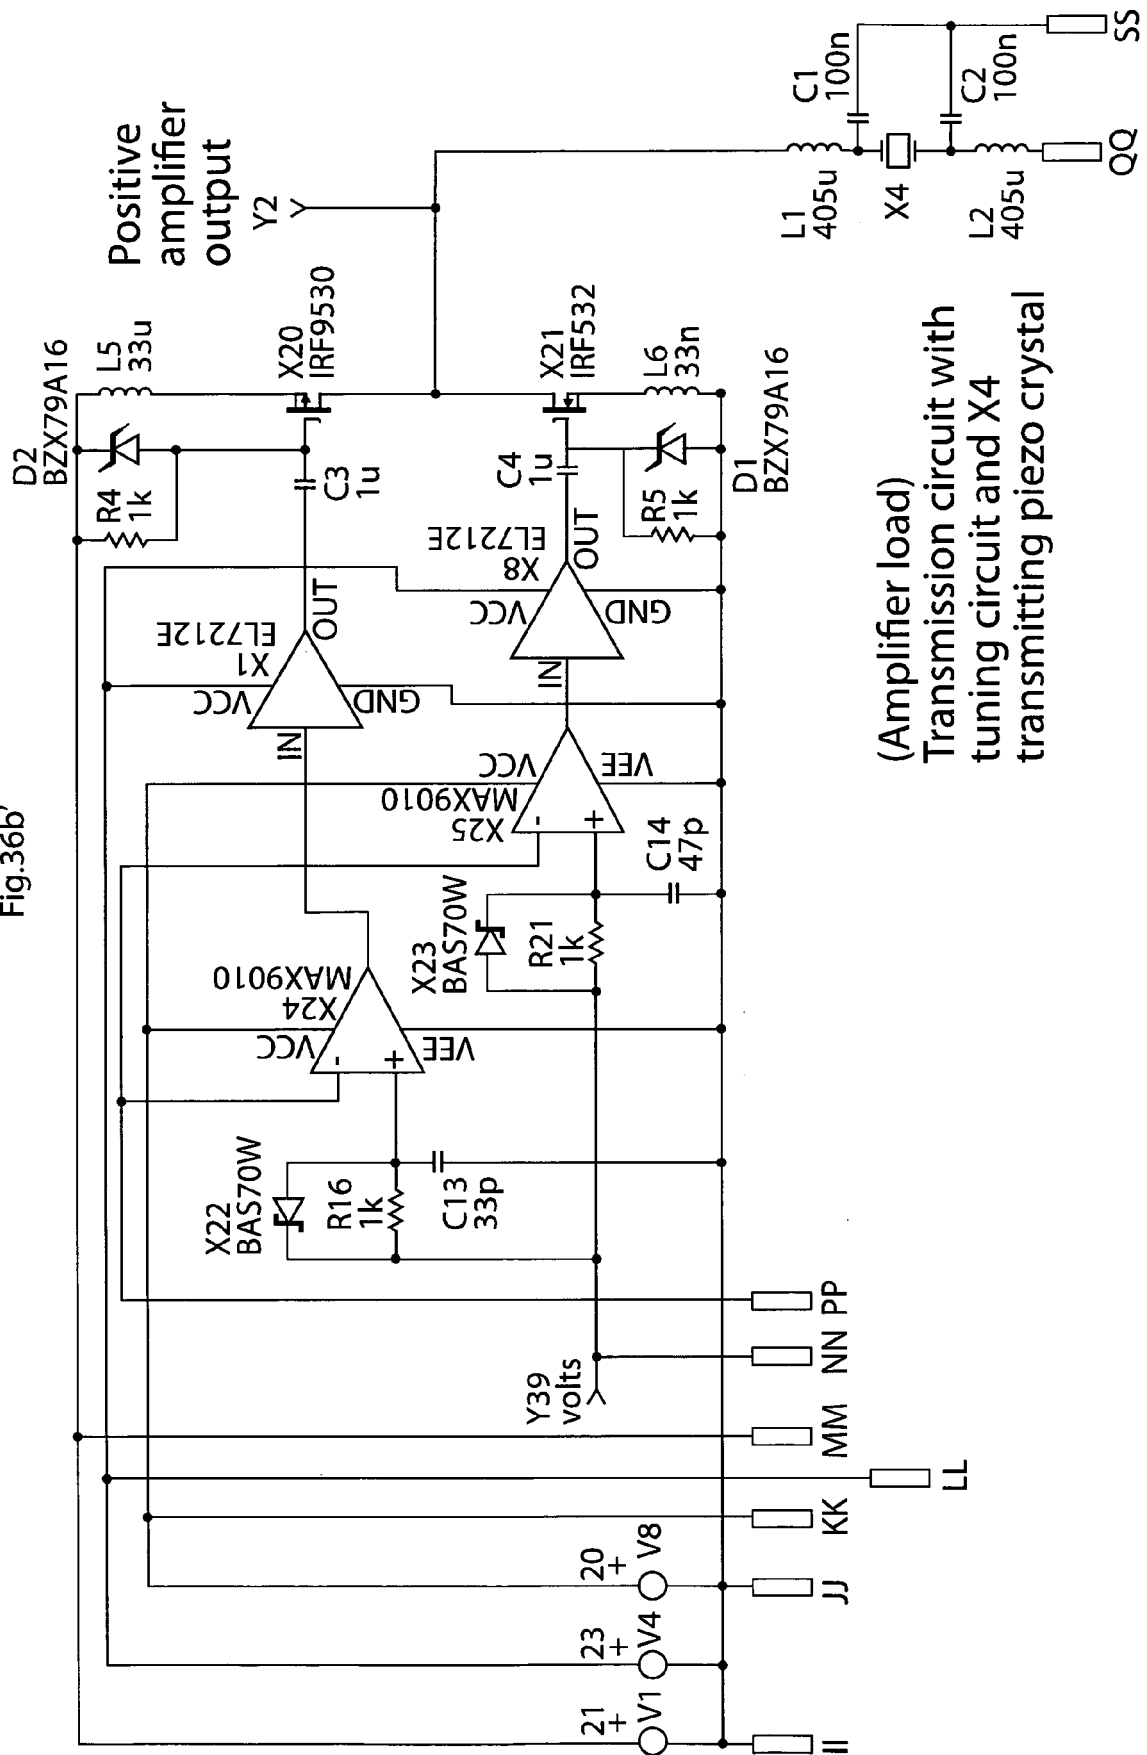 Fig.36b'
Positive
amplifier
output
Y2
D2
BZX79A16
R4
1k
L5
33u
X20
IRF9530
C3
1u
X1
EL7212E
VCC
GND
IN
OUT
X8
EL7212E
VCC
GND
IN
OUT
C4
1u
X21
IRF532
R5
1k
L6
33n
D1
BZX79A16
X24
MAX9010
VCC
VEE
-
+
X25
MAX9010
VCC
VEE
-
+
X22
BAS70W
R16
1k
C13
33p
X23
BAS70W
R21
1k
C14
47p
Y39
volts
21
+
V1
23
+
V4
20
+
V8
II
JJ
KK
LL
MM
NN
PP
L1
405u
C1
100n
X4
C2
100n
L2
405u
QQ
SS
(Amplifier load)
Transmission circuit with
tuning circuit and X4
transmitting piezo crystal